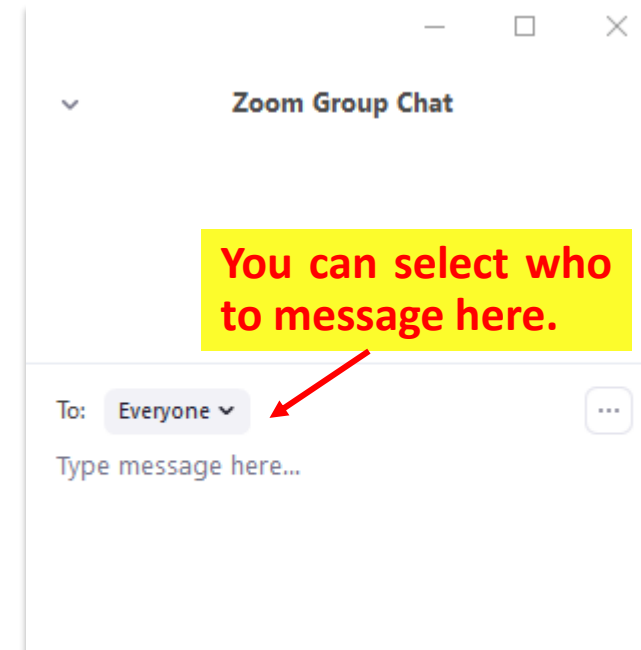 Zoom Group Chat
You can select who
to message here.
To: Everyone
Type message here...